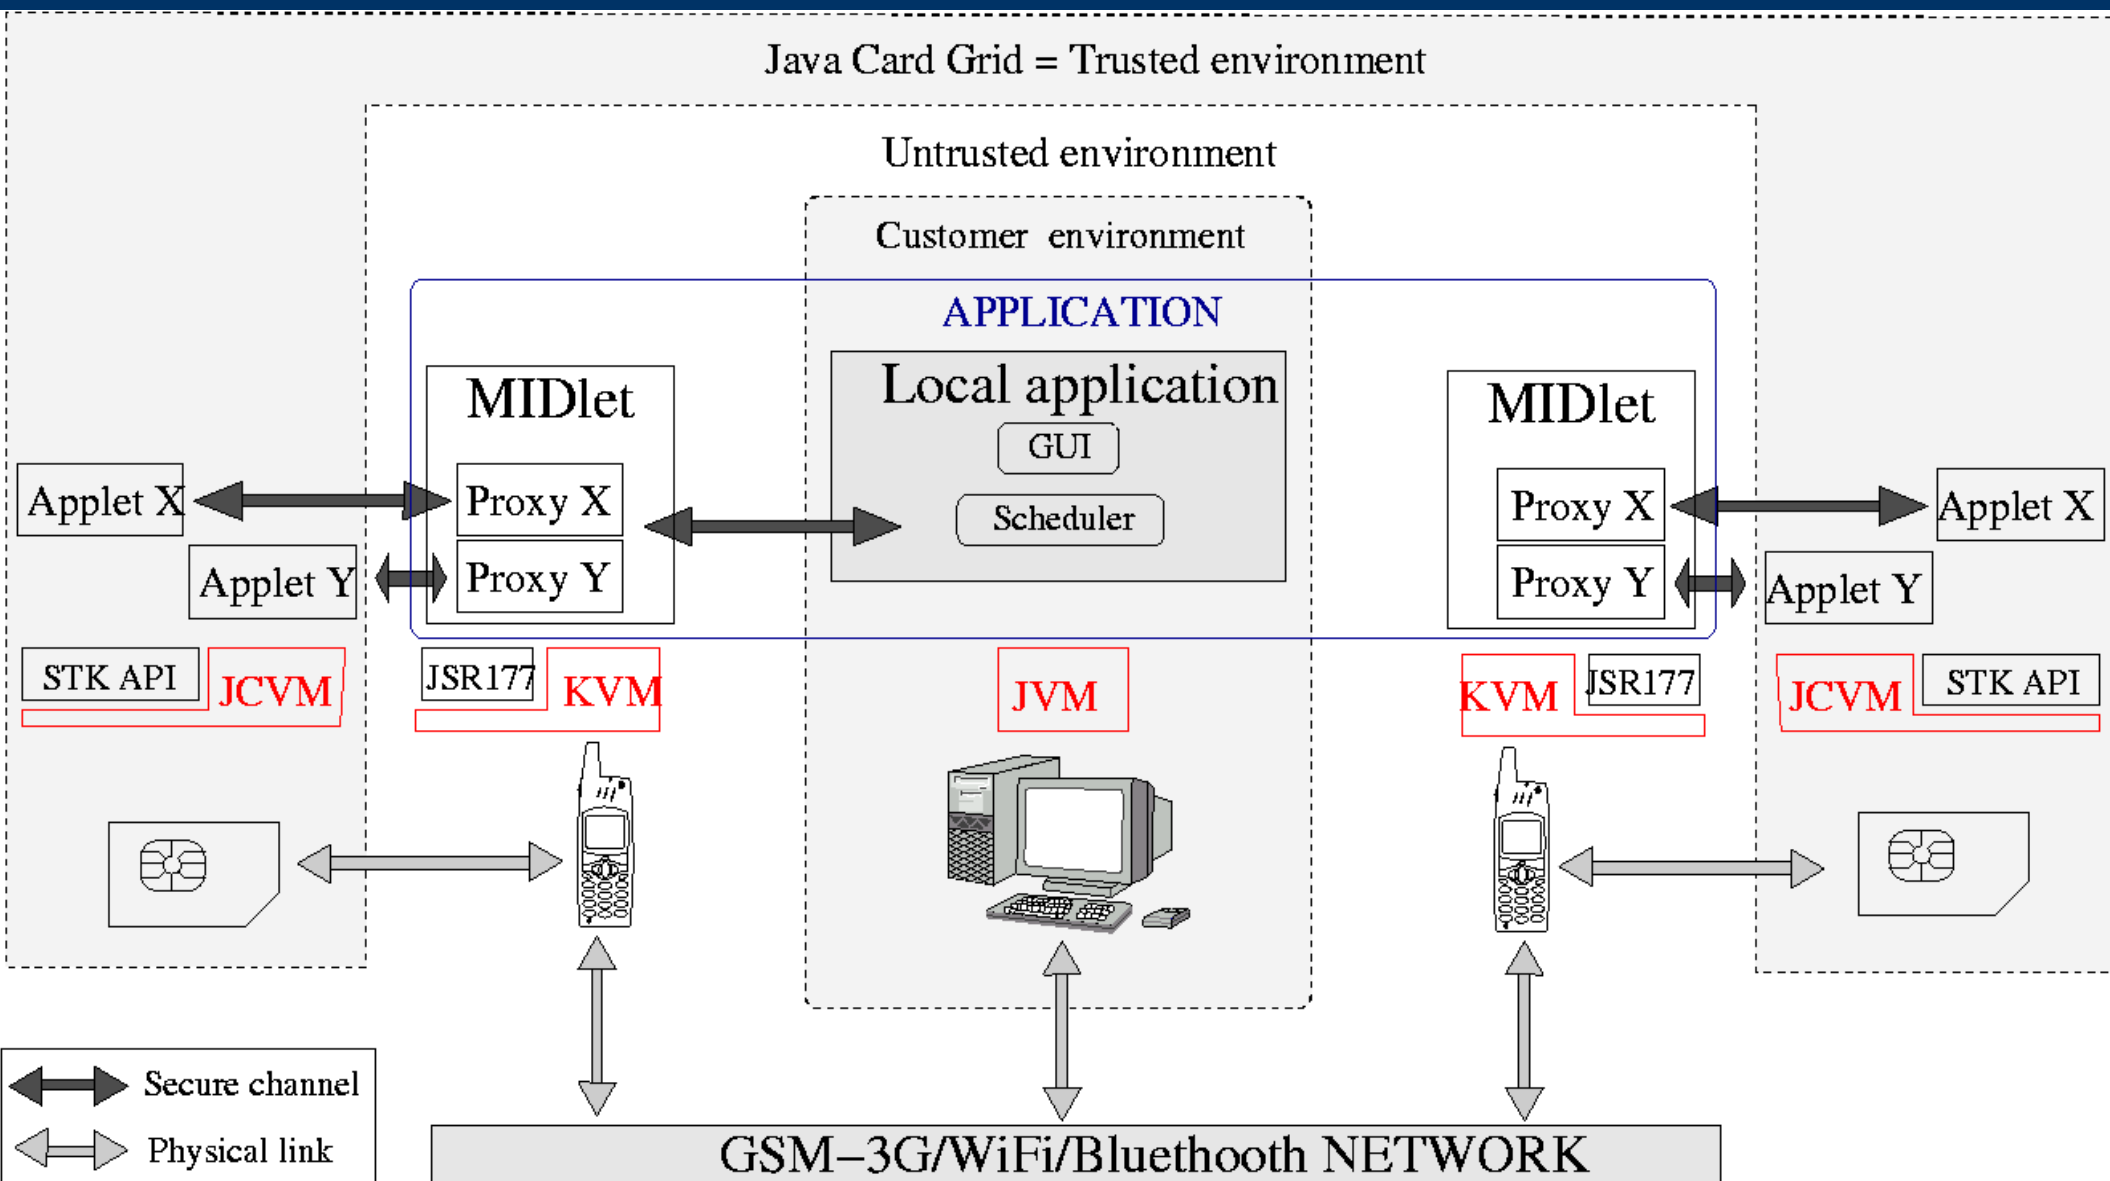 Java Card Grid = Trusted environment
Untrusted environment
Customer environment
APPLICATION
MIDlet
Local application
MIDlet
GUI
Applet X
Proxy X
Scheduler
Proxy X
Applet X
Applet Y
Proxy Y
Proxy Y
Applet Y
STK API
JCVM
JSR177
KVM
JVM
KVM
JSR177
JCVM
STK API
Secure channel
Physical link
GSM-3G/WiFi/Bluethooth NETWORK